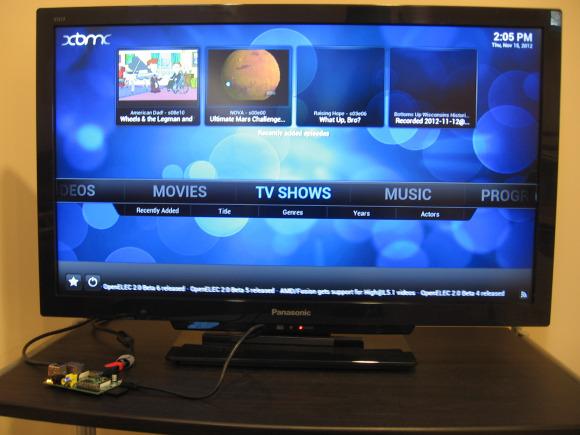 VIERA
xbmc
2:05 PM
Thu, Nov 15, 2012
American Dad! - s08e10
Wheels & the Legman and
NOVA - s00e00
Ultimate Mars Challenge...
Raising Hope - s03e06
What Up, Bro?
Bottoms Up Wisconsins Histori...
Recorded 2012-11-12@...
Recently added episodes
DEOS MOVIES TV SHOWS MUSIC PROGR
Recently Added Title Genres Years Actors
OpenELEC 2.0 Beta 6 released - OpenELEC 2.0 Beta 5 released - AMD/Fusion gets support for High@L5.1 videos - OpenELEC 2.0 Beta 4 released
Panasonic